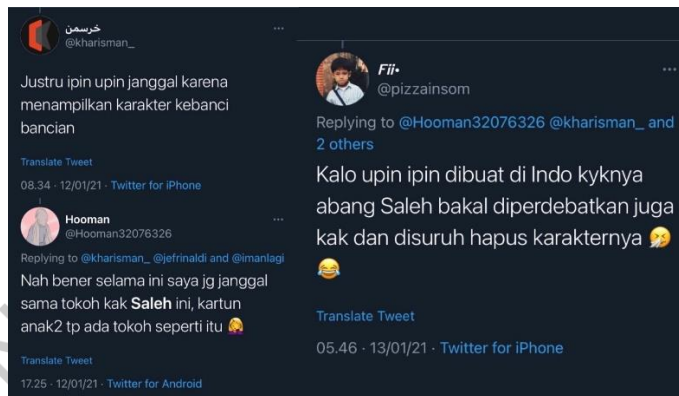 خرسمن
@kharisman_
Justru ipin upin janggal karena
menampilkan karakter kebanci
bancian
Translate Tweet
08.34 · 12/01/21 · Twitter for iPhone
Hooman
@Hooman32076326
Replying to @kharisman_ @jefrinaldi and @imanlagi
Nah bener selama ini saya jg janggal
sama tokoh kak Saleh ini, kartun
anak2 tp ada tokoh seperti itu 🤦‍♀️
Translate Tweet
17.25 · 12/01/21 · Twitter for Android
Fii•
@pizzainsom
Replying to @Hooman32076326 @kharisman_ and
2 others
Kalo upin ipin dibuat di Indo kyknya
abang Saleh bakal diperdebatkan juga
kak dan disuruh hapus karakternya 🤧
😂
Translate Tweet
05.46 · 13/01/21 · Twitter for iPhone